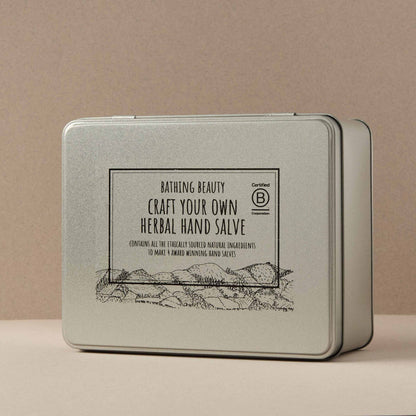 BATHING BEAUTY
CRAFT YOUR OWN
HERBAL HAND SALVE
CONTAINS ALL THE ETHICALLY SOURCED NATURAL INGREDIENTS
TO MAKE 4 AWARD WINNING HAND SALVES
Certified
B
Corporation